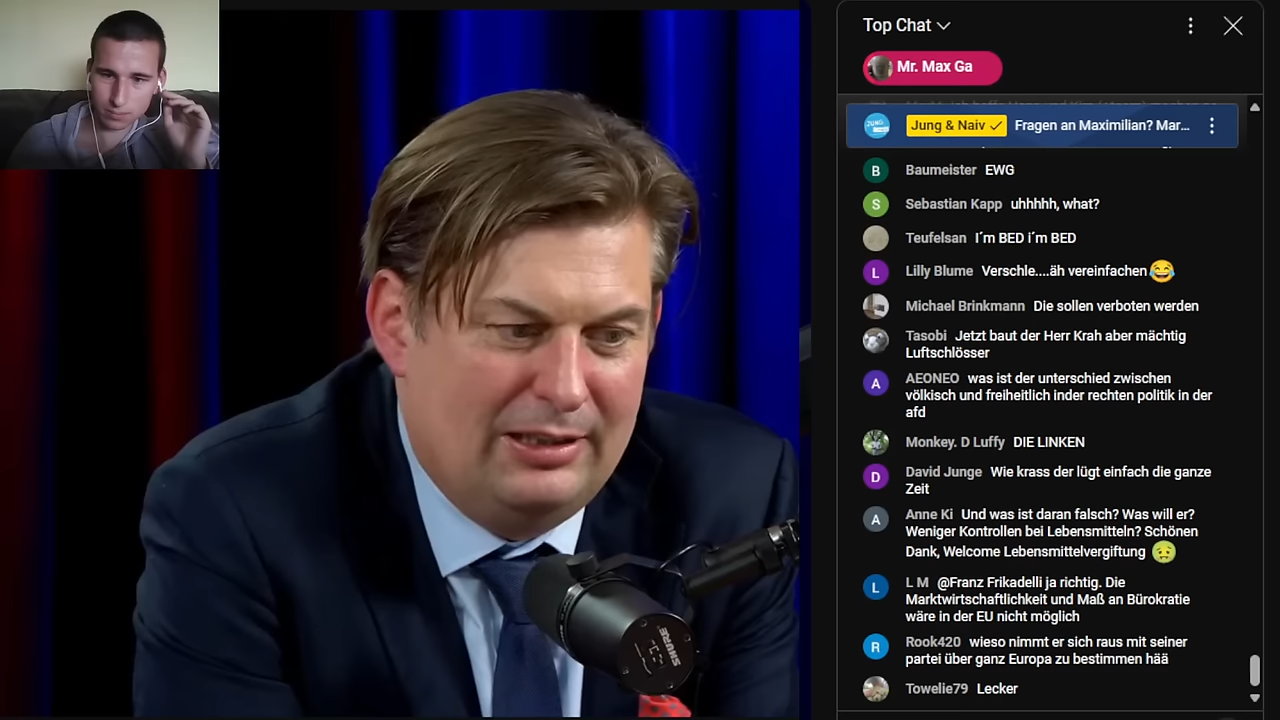 Top Chat
Mr. Max Ga
Jung & Naiv Fragen an Maximilian? Mar...
Baumeister EWG
Sebastian Kapp uhhhhh, what?
Teufelsan I´m BED i´m BED
Lilly Blume Verschle....äh vereinfachen😂
Michael Brinkmann Die sollen verboten werden
Tasobi Jetzt baut der Herr Krah aber mächtig
Luftschlösser
AEONEO was ist der unterschied zwischen
völkisch und freiheitlich inder rechten politik in der
afd
Monkey. D Luffy DIE LINKEN
David Junge Wie krass der lügt einfach die ganze
Zeit
Anne Ki Und was ist daran falsch? Was will er?
Weniger Kontrollen bei Lebensmitteln? Schönen
Dank, Welcome Lebensmittelvergiftung 🤢
L M @Franz Frikadelli ja richtig. Die
Marktwirtschaftlichkeit und Maß an Bürokratie
wäre in der EU nicht möglich
Rook420 wieso nimmt er sich raus mit seiner
partei über ganz Europa zu bestimmen hää
Towelie79 Lecker
B
S
L
A
D
A
L
R
SHURE